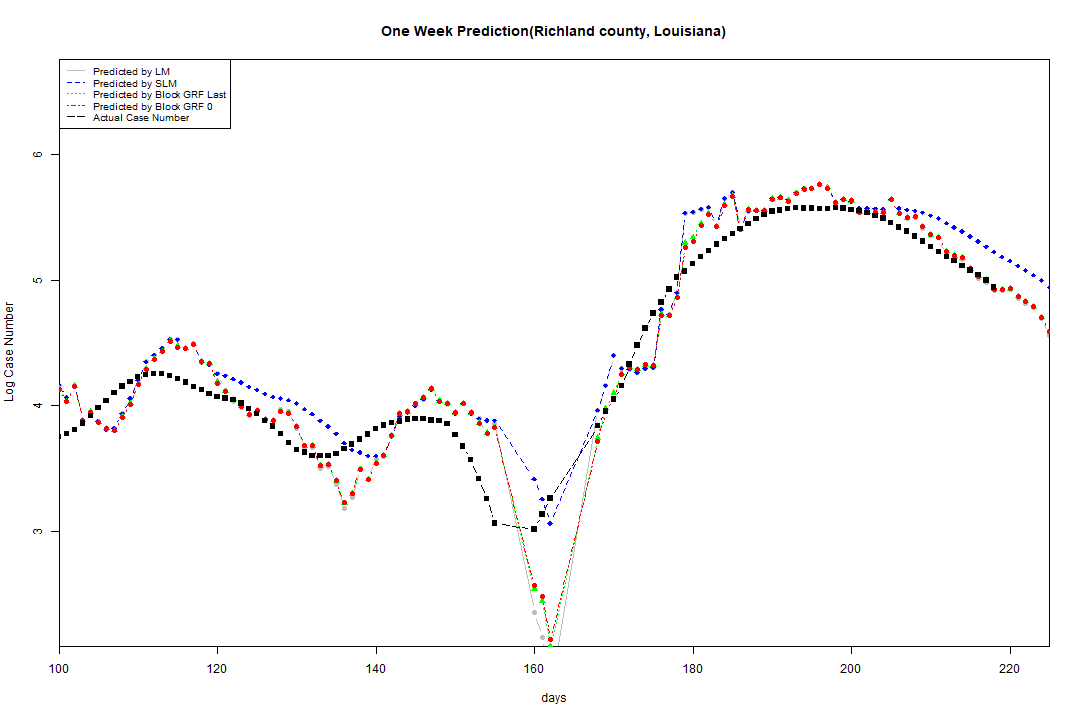 One Week Prediction(Richland county, Louisiana)
Predicted by LM
Predicted by SLM
Predicted by Block GRF Last
Predicted by Block GRF 0
Actual Case Number
6
5
4
3
Log Case Number
100 120 140 160 180 200 220
days